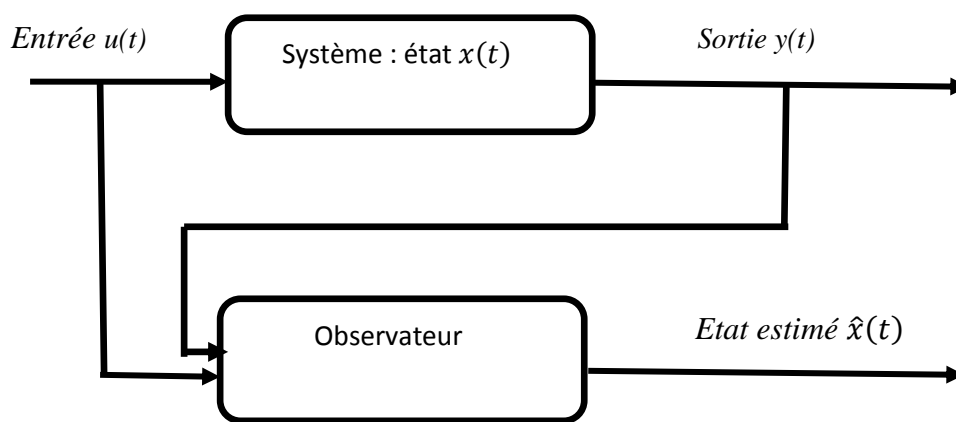 Entrée u(t)
Système : état x(t)
Sortie y(t)
Observateur
Etat estimé x̂(t)